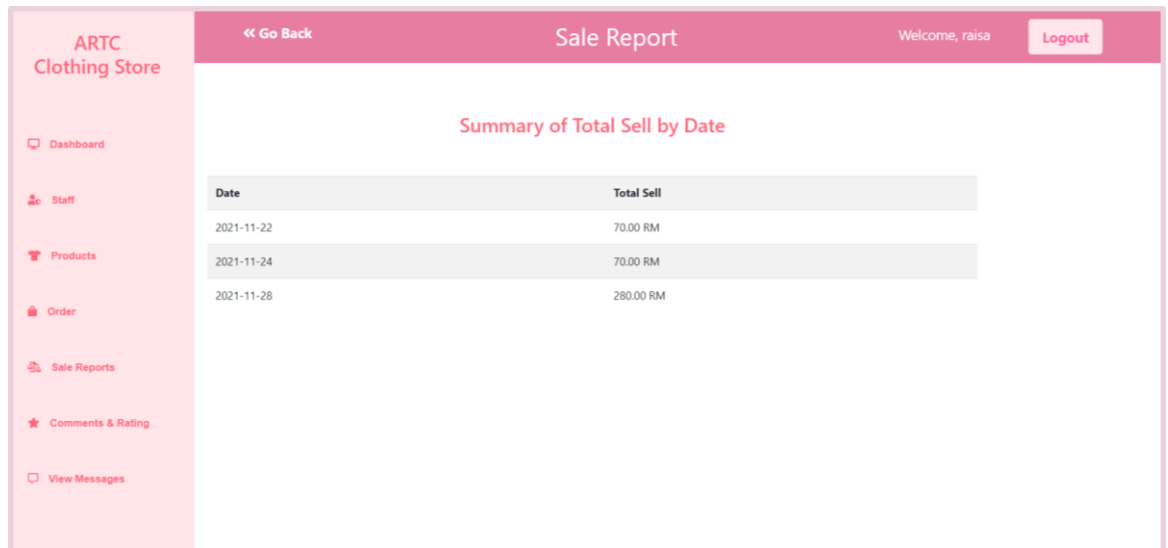 ARTC
Clothing Store
Dashboard
Staff
Products
Order
Sale Reports
Comments & Rating
View Messages
Go Back
Sale Report
Welcome, raisa
Logout
Summary of Total Sell by Date
Date Total Sell
2021-11-22 70.00 RM
2021-11-24 70.00 RM
2021-11-28 280.00 RM